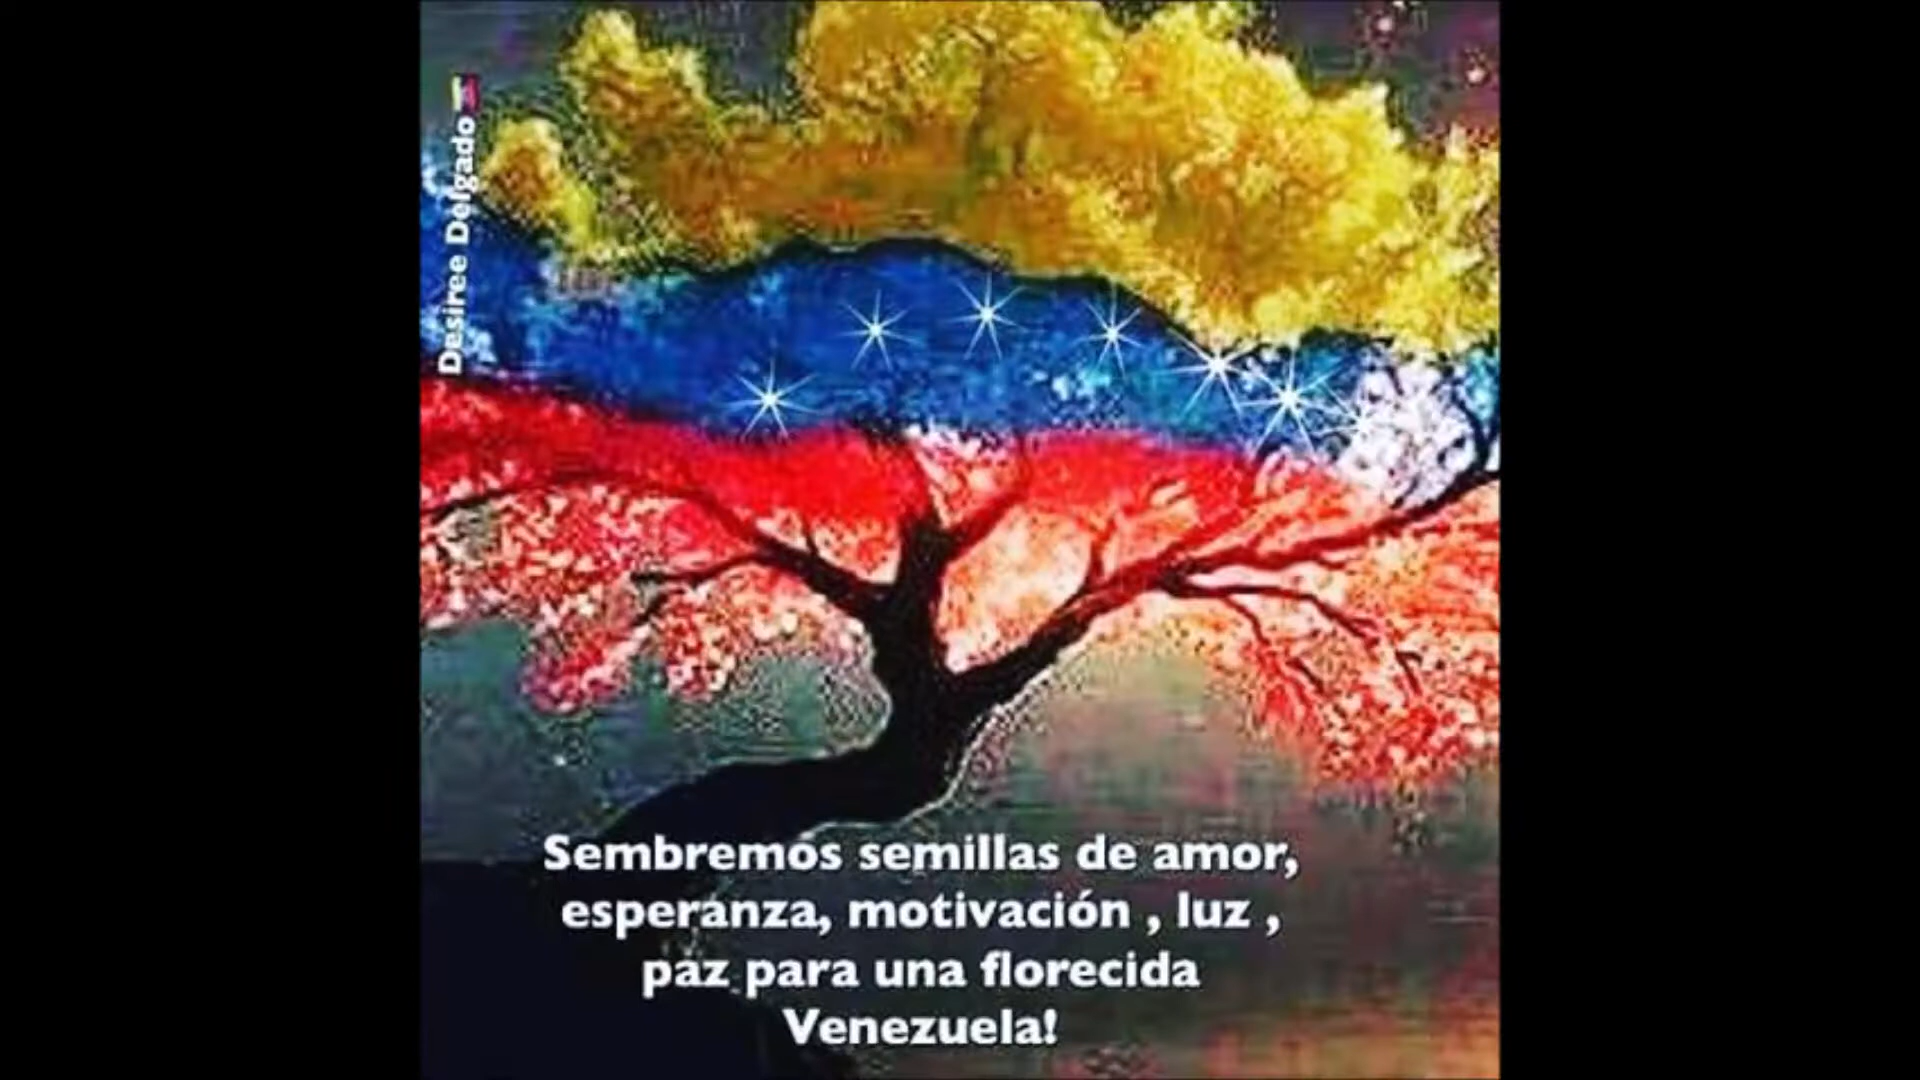 Desiree Delgado
Sembremos semillas de amor,
esperanza, motivación , luz ,
paz para una florecida
Venezuela!